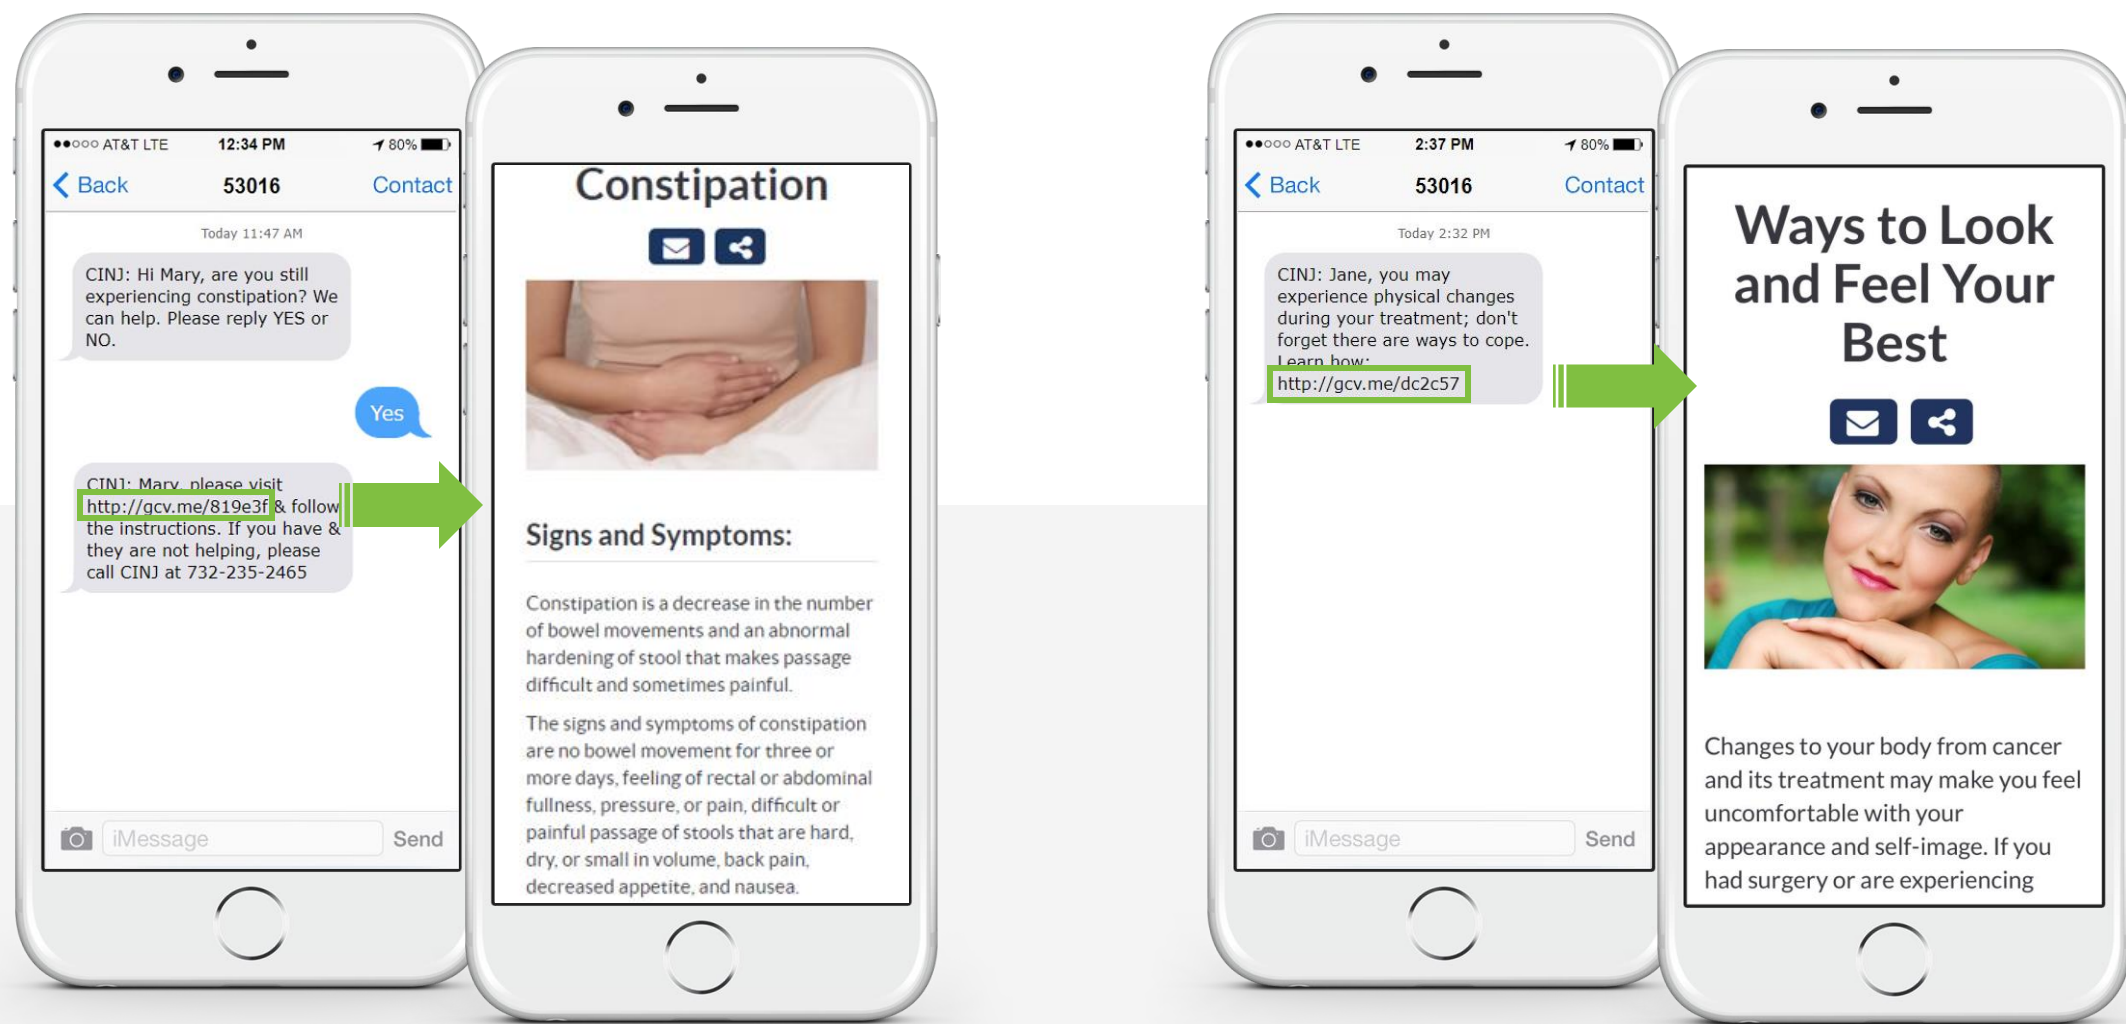 AT&T LTE 12:34 PM 80%
Back 53016 Contact
Today 11:47 AM
CINJ: Hi Mary, are you still
experiencing constipation? We
can help. Please reply YES or
NO.
Yes
CINJ: Mary, please visit
http://gcv.me/819e3f & follow
the instructions. If you have &
they are not helping, please
call CINJ at 732-235-2465
iMessage Send
Constipation
Signs and Symptoms:
Constipation is a decrease in the number
of bowel movements and an abnormal
hardening of stool that makes passage
difficult and sometimes painful.
The signs and symptoms of constipation
are no bowel movement for three or
more days, feeling of rectal or abdominal
fullness, pressure, or pain, difficult or
painful passage of stools that are hard,
dry, or small in volume, back pain,
decreased appetite, and nausea.
AT&T LTE 2:37 PM 80%
Back 53016 Contact
Today 2:32 PM
CINJ: Jane, you may
experience physical changes
during your treatment; don't
forget there are ways to cope.
Learn how:
http://gcv.me/dc2c57
iMessage Send
Ways to Look
and Feel Your
Best
Changes to your body from cancer
and its treatment may make you feel
uncomfortable with your
appearance and self-image. If you
had surgery or are experiencing